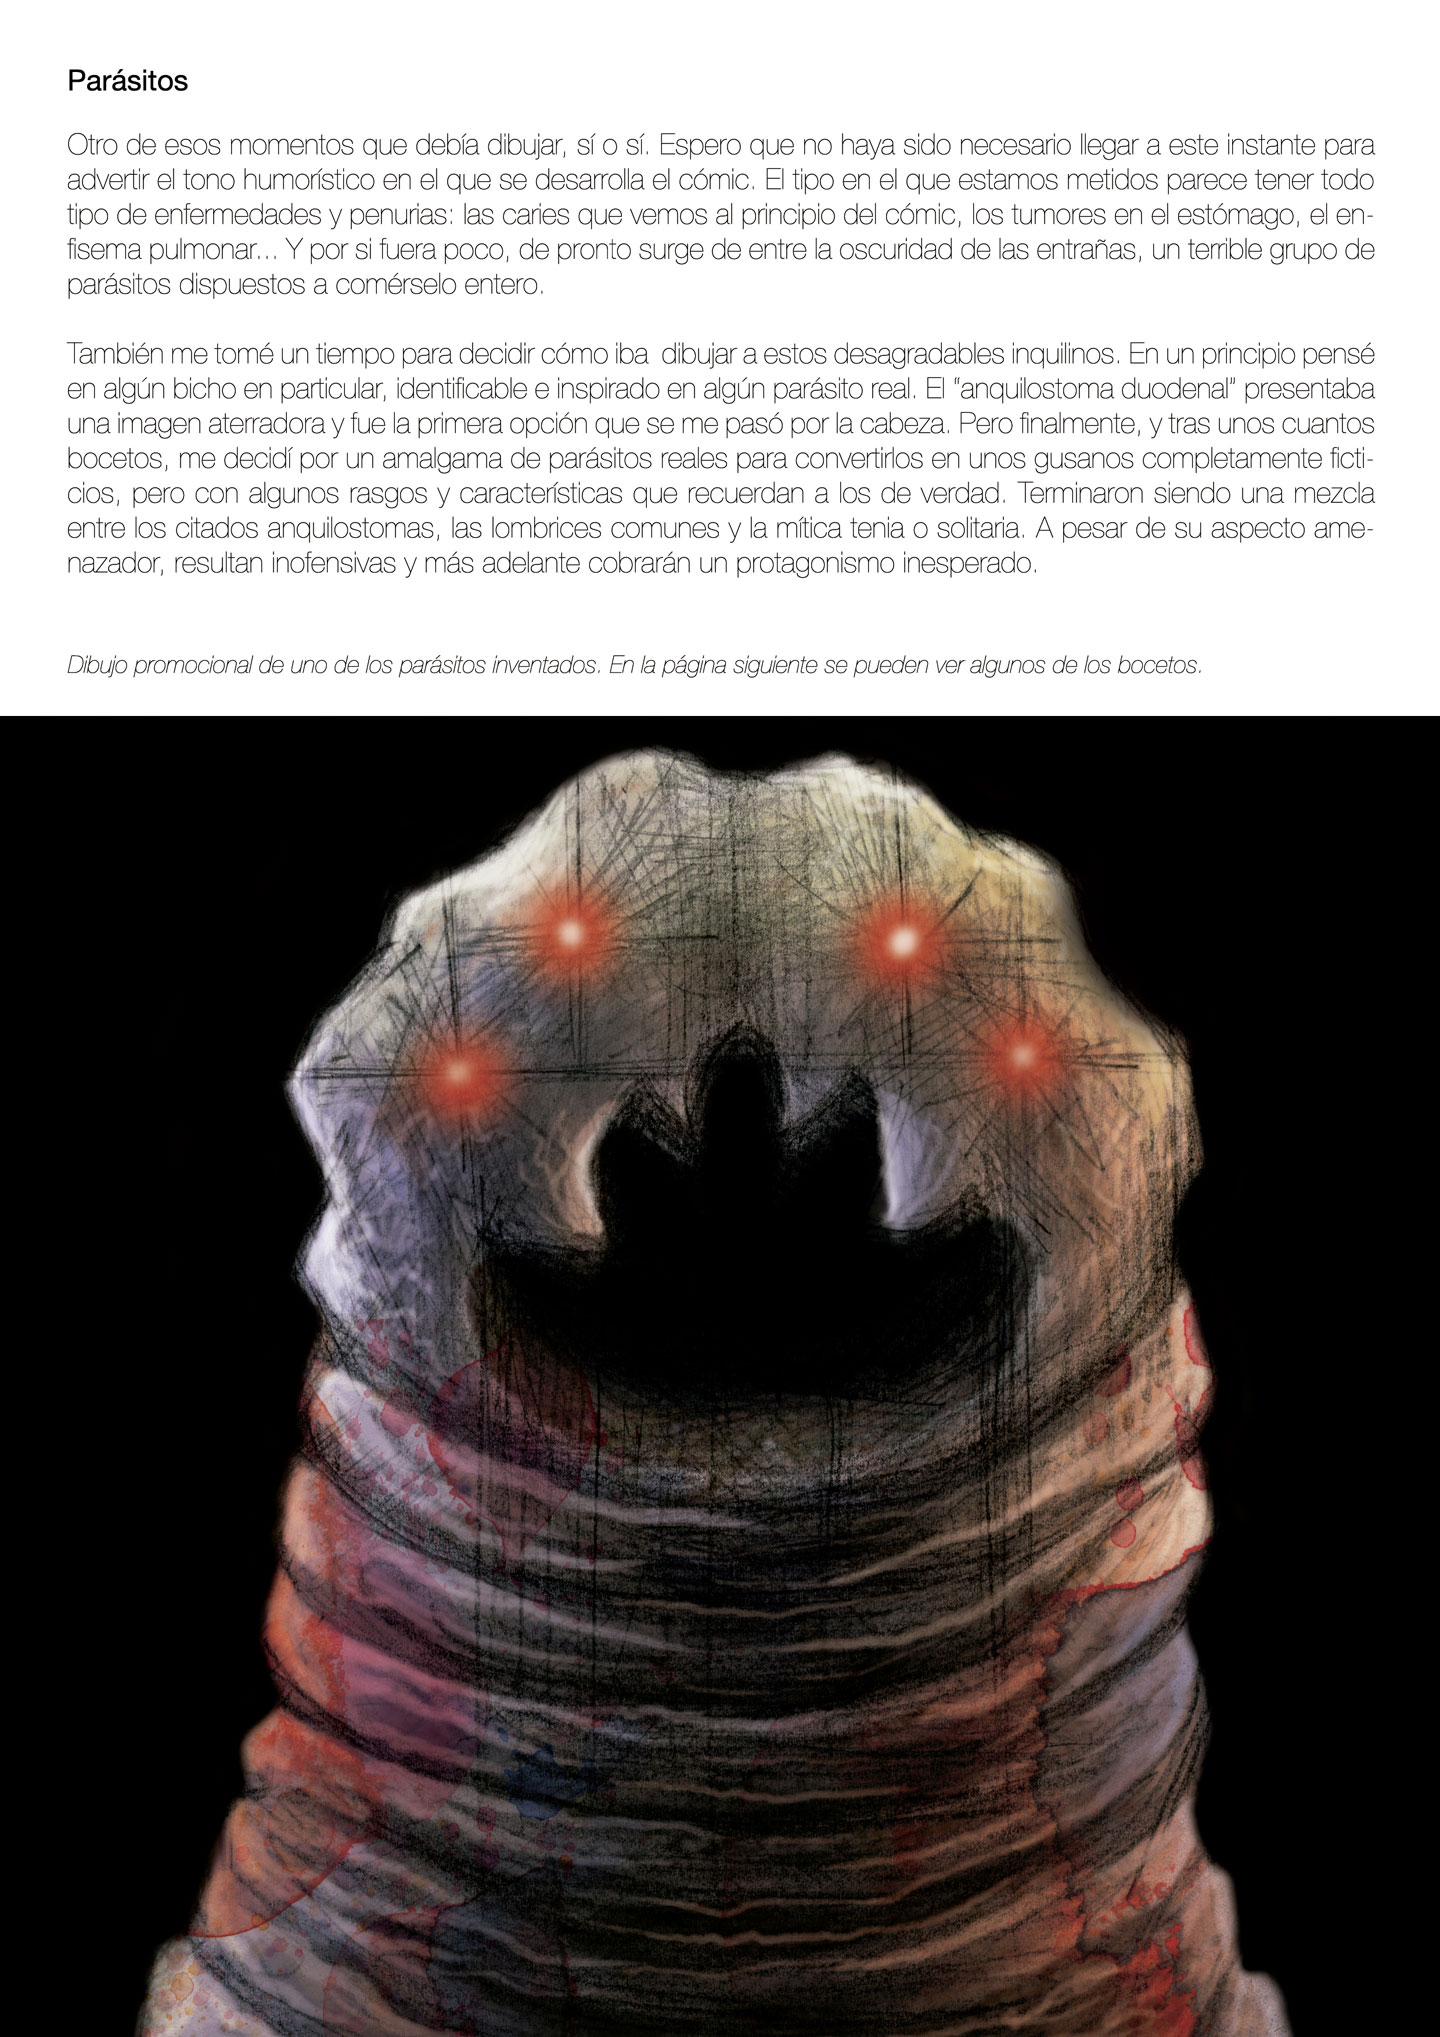 Parásitos
Otro de esos momentos que debía dibujar, sí o sí. Espero que no haya sido necesario llegar a este instante para
advertir el tono humorístico en el que se desarrolla el cómic. El tipo en el que estamos metidos parece tener todo
tipo de enfermedades y penurias: las caries que vemos al principio del cómic, los tumores en el estómago, el en-
fisema pulmonar... Y por si fuera poco, de pronto surge de entre la oscuridad de las entrañas, un terrible grupo de
parásitos dispuestos a comérselo entero.
También me tomé un tiempo para decidir cómo iba  dibujar a estos desagradables inquilinos. En un principio pensé
en algún bicho en particular, identificable e inspirado en algún parásito real. El “anquilostoma duodenal” presentaba
una imagen aterradora y fue la primera opción que se me pasó por la cabeza. Pero finalmente, y tras unos cuantos
bocetos, me decidí por un amalgama de parásitos reales para convertirlos en unos gusanos completamente ficti-
cios, pero con algunos rasgos y características que recuerdan a los de verdad. Terminaron siendo una mezcla
entre los citados anquilostomas, las lombrices comunes y la mítica tenia o solitaria. A pesar de su aspecto ame-
nazador, resultan inofensivas y más adelante cobrarán un protagonismo inesperado.
Dibujo promocional de uno de los parásitos inventados. En la página siguiente se pueden ver algunos de los bocetos.